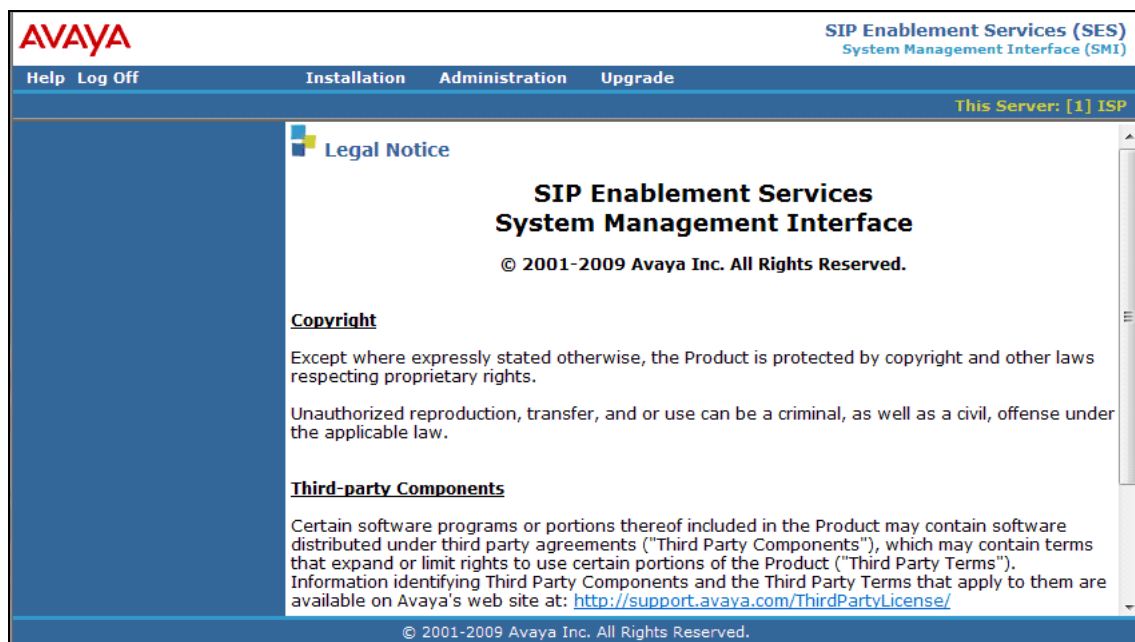 AVAYA
SIP Enablement Services (SES)
System Management Interface (SMI)
Help Log Off Installation Administration Upgrade
This Server: [1] ISP
Legal Notice
SIP Enablement Services
System Management Interface
© 2001-2009 Avaya Inc. All Rights Reserved.
Copyright
Except where expressly stated otherwise, the Product is protected by copyright and other laws
respecting proprietary rights.
Unauthorized reproduction, transfer, and or use can be a criminal, as well as a civil, offense under
the applicable law.
Third-party Components
Certain software programs or portions thereof included in the Product may contain software
distributed under third party agreements ("Third Party Components"), which may contain terms
that expand or limit rights to use certain portions of the Product ("Third Party Terms").
Information identifying Third Party Components and the Third Party Terms that apply to them are
available on Avaya's web site at: http://support.avaya.com/ThirdPartyLicense/
© 2001-2009 Avaya Inc. All Rights Reserved.